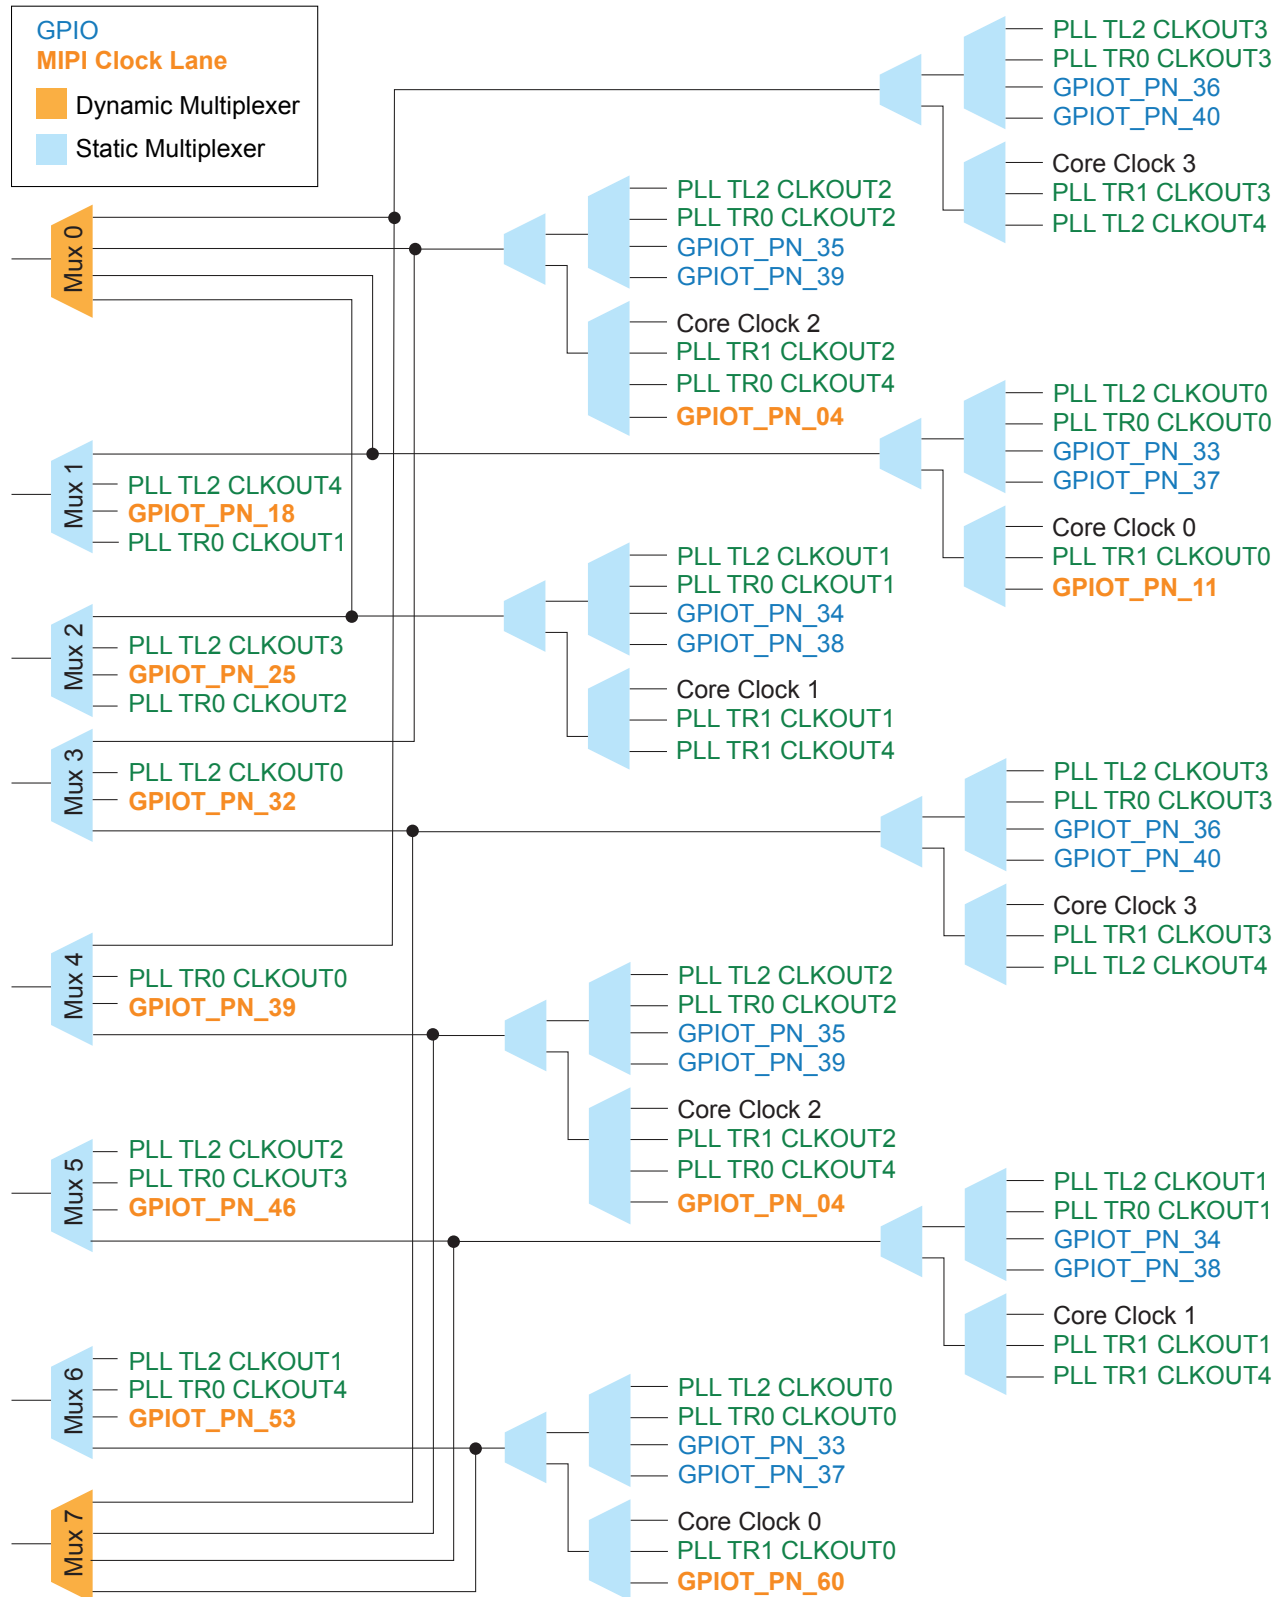 GPIO
MIPI Clock Lane
Dynamic Multiplexer
Static Multiplexer
PLL TL2 CLKOUT3
PLL TR0 CLKOUT3
GPIOT_PN_36
GPIOT_PN_40
Core Clock 3
PLL TR1 CLKOUT3
PLL TL2 CLKOUT4
Mux 0
PLL TL2 CLKOUT2
PLL TR0 CLKOUT2
GPIOT_PN_35
GPIOT_PN_39
Core Clock 2
PLL TR1 CLKOUT2
PLL TR0 CLKOUT4
GPIOT_PN_04
PLL TL2 CLKOUT0
PLL TR0 CLKOUT0
GPIOT_PN_33
GPIOT_PN_37
Core Clock 0
PLL TR1 CLKOUT0
GPIOT_PN_11
Mux 1
PLL TL2 CLKOUT4
GPIOT_PN_18
PLL TR0 CLKOUT1
PLL TL2 CLKOUT1
PLL TR0 CLKOUT1
GPIOT_PN_34
GPIOT_PN_38
Core Clock 1
PLL TR1 CLKOUT1
PLL TR1 CLKOUT4
Mux 2
PLL TL2 CLKOUT3
GPIOT_PN_25
PLL TR0 CLKOUT2
Mux 3
PLL TL2 CLKOUT0
GPIOT_PN_32
PLL TL2 CLKOUT3
PLL TR0 CLKOUT3
GPIOT_PN_36
GPIOT_PN_40
Core Clock 3
PLL TR1 CLKOUT3
PLL TL2 CLKOUT4
Mux 4
PLL TR0 CLKOUT0
GPIOT_PN_39
PLL TL2 CLKOUT2
PLL TR0 CLKOUT2
GPIOT_PN_35
GPIOT_PN_39
Core Clock 2
PLL TR1 CLKOUT2
PLL TR0 CLKOUT4
GPIOT_PN_04
Mux 5
PLL TL2 CLKOUT2
PLL TR0 CLKOUT3
GPIOT_PN_46
PLL TL2 CLKOUT1
PLL TR0 CLKOUT1
GPIOT_PN_34
GPIOT_PN_38
Core Clock 1
PLL TR1 CLKOUT1
PLL TR1 CLKOUT4
Mux 6
PLL TL2 CLKOUT1
PLL TR0 CLKOUT4
GPIOT_PN_53
PLL TL2 CLKOUT0
PLL TR0 CLKOUT0
GPIOT_PN_33
GPIOT_PN_37
Core Clock 0
PLL TR1 CLKOUT0
GPIOT_PN_60
Mux 7